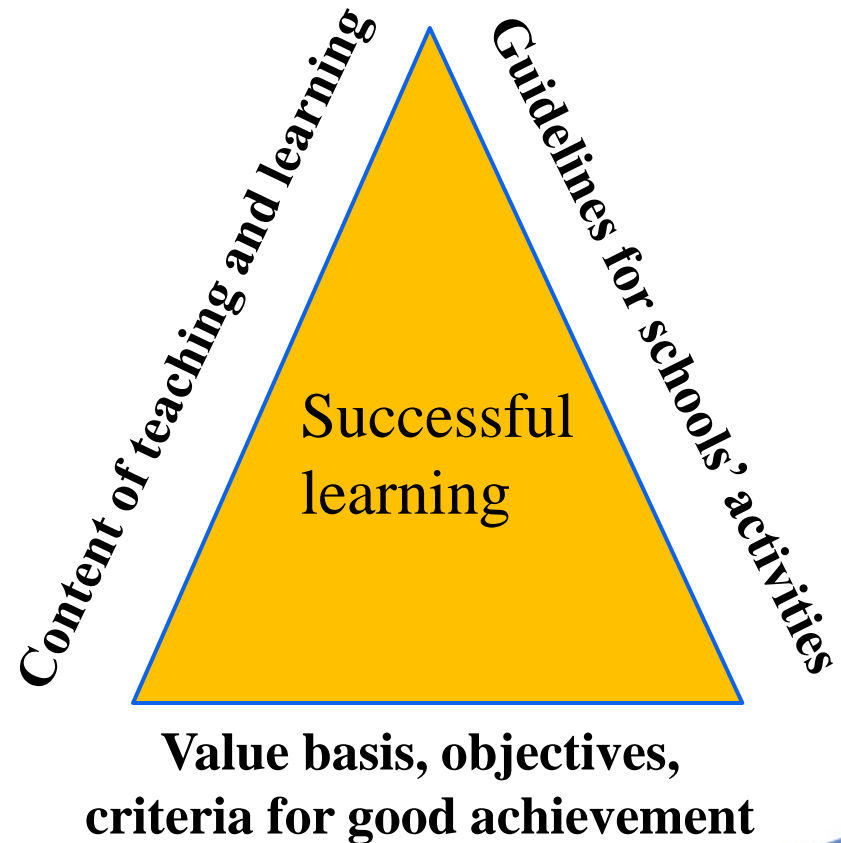 Content of teaching and learning
Guidelines for schools’ activities
Successful
learning
Value basis, objectives,
criteria for good achievement